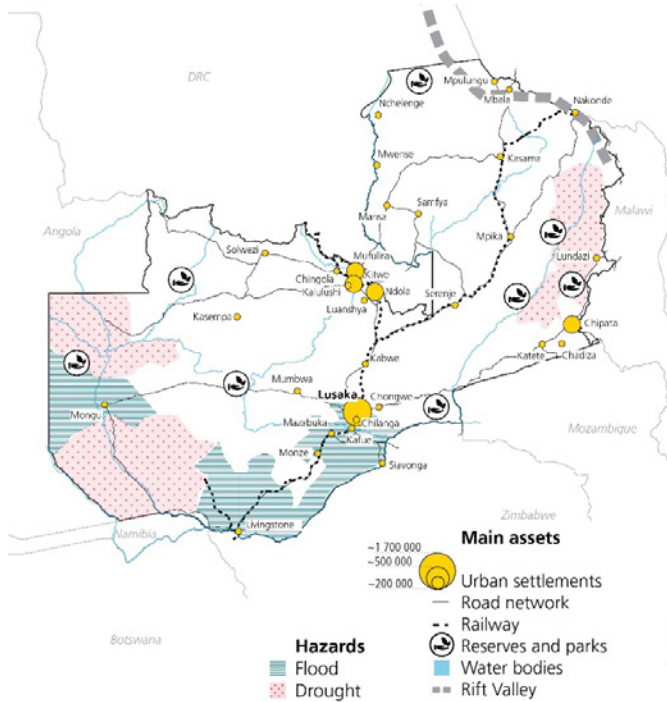 DRC
Mpulungu
Mbala
Nakonde
Nchelenge
Mwense
Kasama
Malawi
Mansa
Samfya
Angola
Solwezi
Mufulira
Mpika
Lundazi
Chingola
Kitwe
Kalulushi
Ndola
Luanshya
Serenje
Kasempa
Chipata
Katete
Chadiza
Kabwe
Mumbwa
Lusaka
Chongwe
Mongu
Chilanga
Mazabuka
Kafue
Mozambique
Monze
Siavonga
Zimbabwe
Livingstone
Namibia
Botswana
Main assets
~1 700 000
~500 000
~200 000
Urban settlements
Road network
Railway
Reserves and parks
Water bodies
Rift Valley
Hazards
Flood
Drought